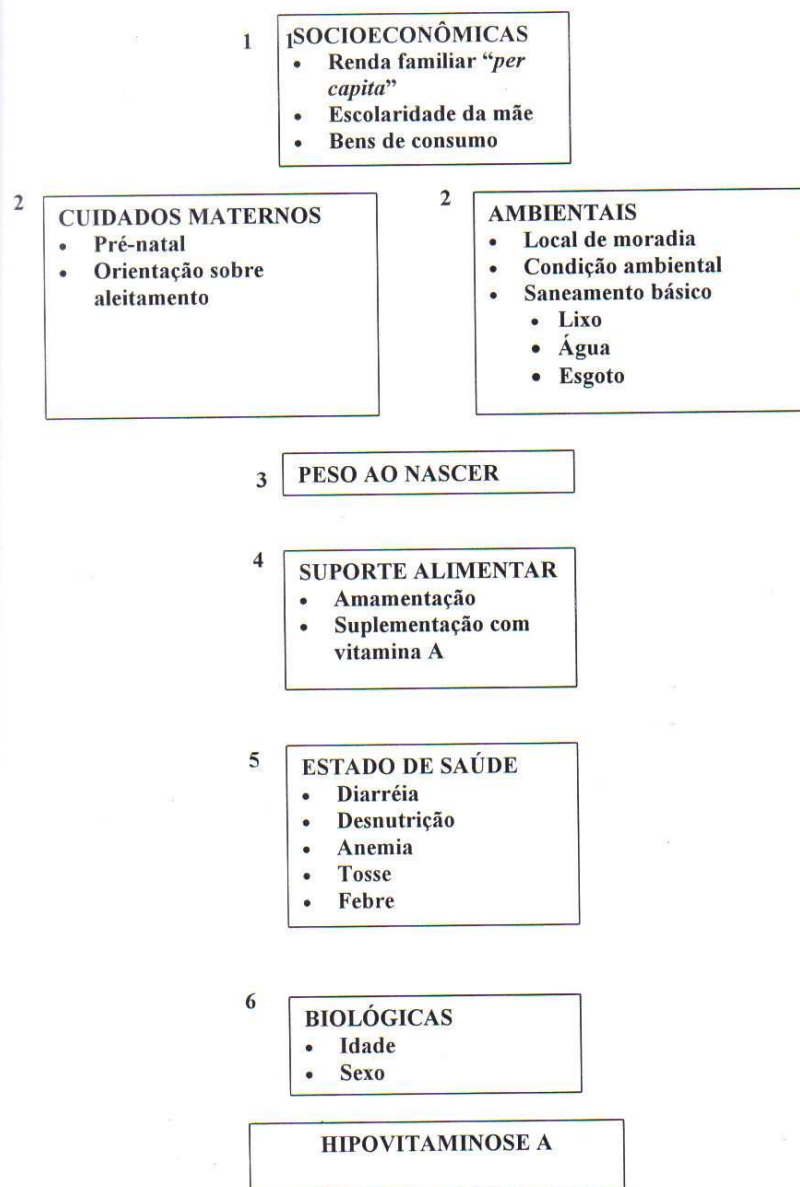 1 1SOCIOECONÔMICAS
• Renda familiar “per
capita”
• Escolaridade da mãe
• Bens de consumo
2
CUIDADOS MATERNOS
• Pré-natal
• Orientação sobre
aleitamento
2
AMBIENTAIS
• Local de moradia
• Condição ambiental
• Saneamento básico
• Lixo
• Água
• Esgoto
3 PESO AO NASCER
4
SUPORTE ALIMENTAR
• Amamentação
• Suplementação com
vitamina A
5
ESTADO DE SAÚDE
• Diarréia
• Desnutrição
• Anemia
• Tosse
• Febre
6
BIOLÓGICAS
• Idade
• Sexo
HIPOVITAMINOSE A